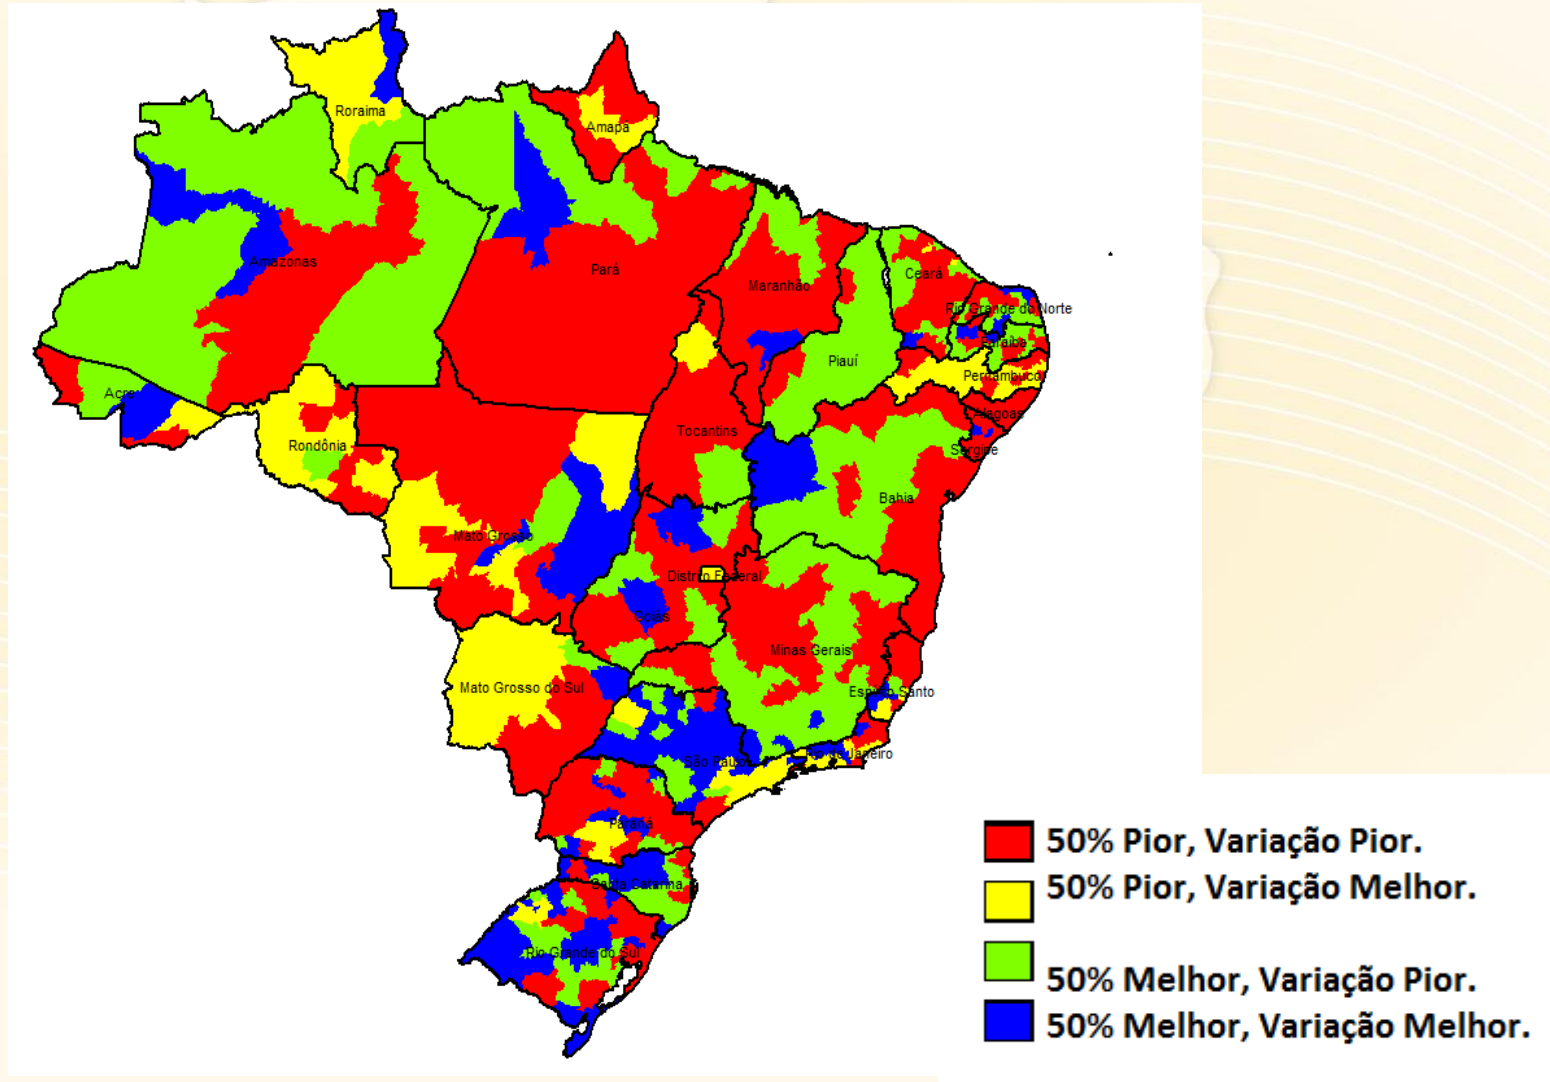 Roraima
Amapá
Amazonas
Pará
Maranhão
Ceará
Rio Grande do Norte
Paraíba
Piauí
Pernambuco
Acre
Alagoas
Tocantins
Rondônia
Sergipe
Bahia
Mato Grosso
Distrito Federal
Goiás
Minas Gerais
Mato Grosso do Sul
Espírito Santo
Rio de Janeiro
São Paulo
Paraná
Santa Catarina
Rio Grande do Sul
50% Pior, Variação Pior.
50% Pior, Variação Melhor.
50% Melhor, Variação Pior.
50% Melhor, Variação Melhor.